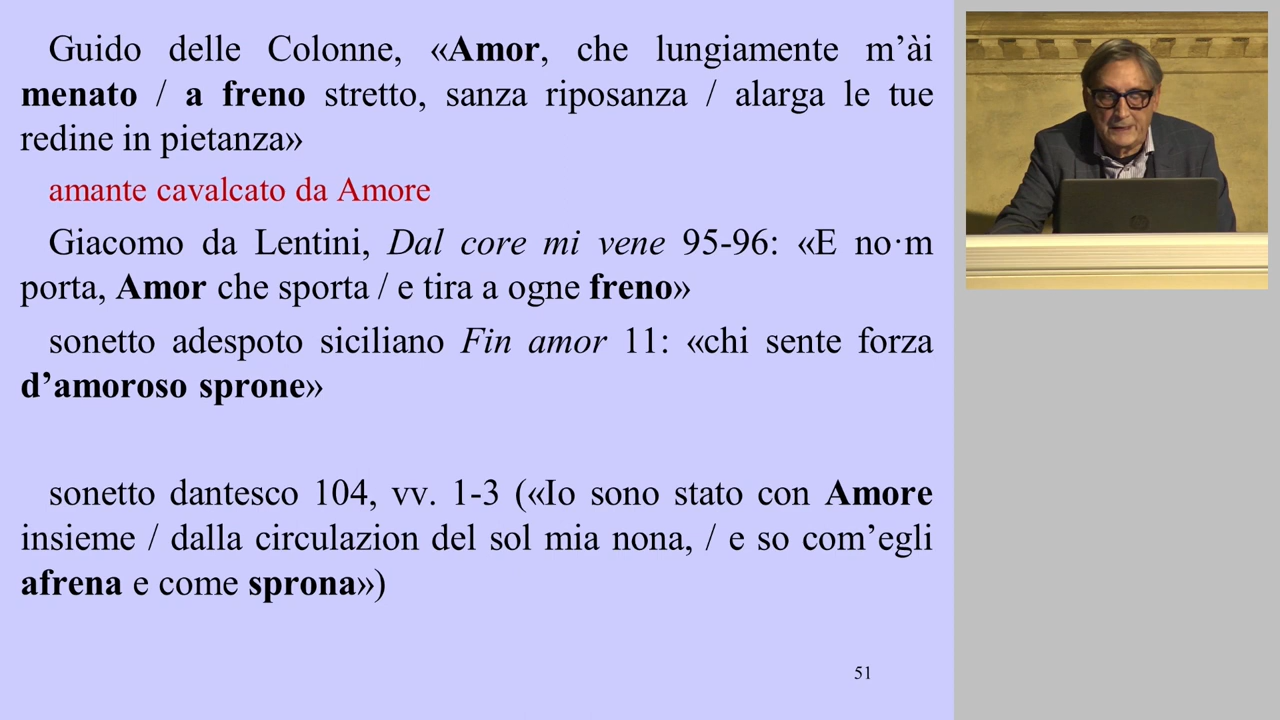 Guido delle Colonne, «Amor, che lungiamente m’ài
menato / a freno stretto, sanza riposanza / alarga le tue
redine in pietanza»
amante cavalcato da Amore
Giacomo da Lentini, Dal core mi vene 95-96: «E no·m
porta, Amor che sporta / e tira a ogne freno»
sonetto adespoto siciliano Fin amor 11: «chi sente forza
d’amoroso sprone»
sonetto dantesco 104, vv. 1-3 («Io sono stato con Amore
insieme / dalla circulazion del sol mia nona, / e so com’egli
afrena e come sprona»)
51